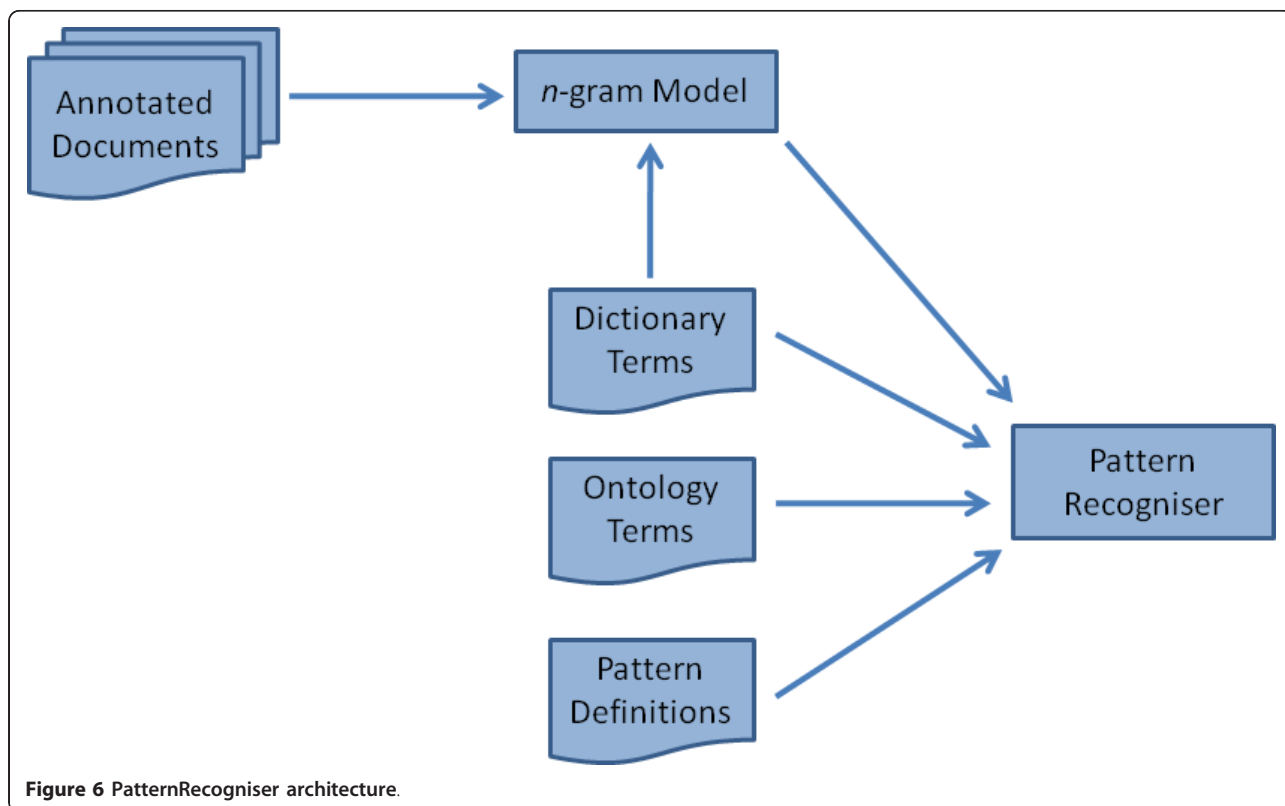 Annotated
Documents
n-gram Model
Dictionary
Terms
Ontology
Terms
Pattern
Definitions
Pattern
Recogniser
Figure 6 PatternRecogniser architecture.